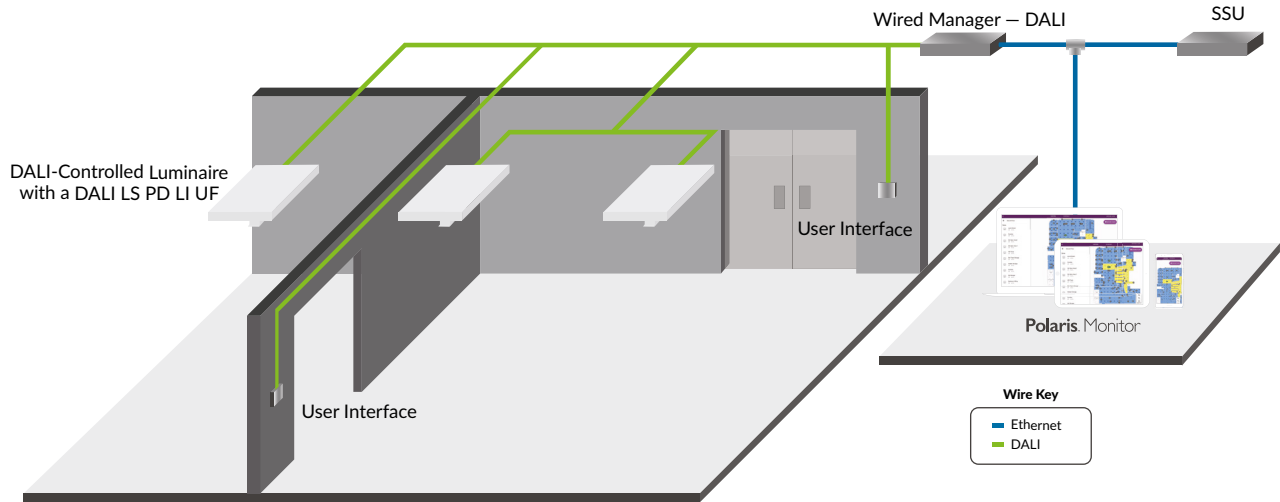 Wired Manager — DALI
SSU
DALI-Controlled Luminaire
with a DALI LS PD LI UF
User Interface
Polaris. Monitor
User Interface
Wire Key
Ethernet
DALI